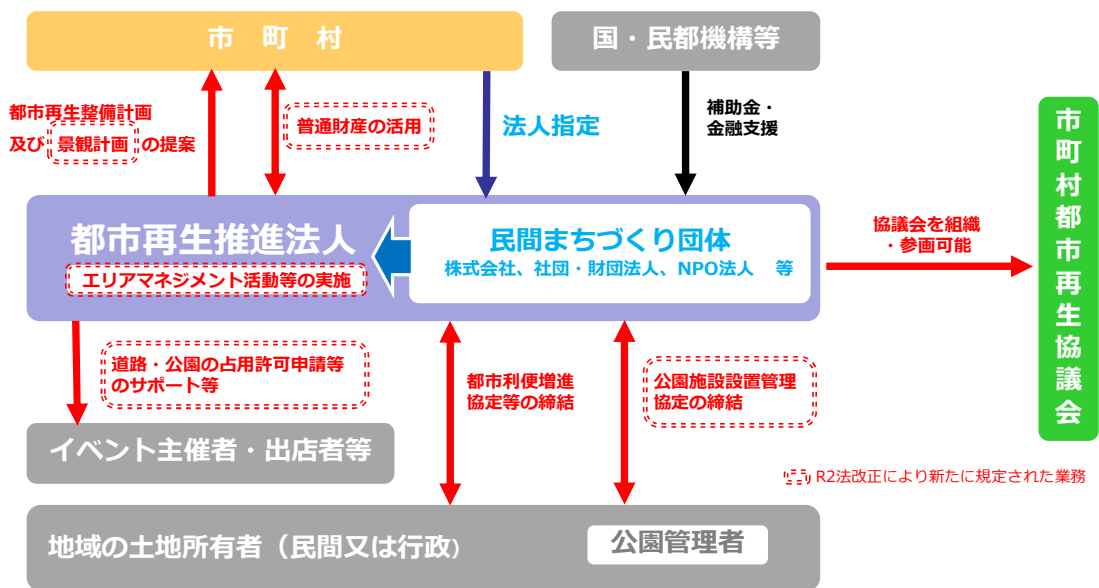 市 町 村
国・民都機構等
都市再生整備計画
及び 景観計画 の提案
普通財産の活用
法人指定
補助金・
金融支援
都市再生推進法人
エリアマネジメント活動等の実施
民間まちづくり団体
株式会社、社団・財団法人、NPO法人 等
協議会を組織
・参画可能
市町村都市再生協議会
道路・公園の占用許可申請等
のサポート等
都市利便増進
協定等の締結
公園施設設置管理
協定の締結
イベント主催者・出店者等
R2法改正により新たに規定された業務
地域の土地所有者（民間又は行政)
公園管理者